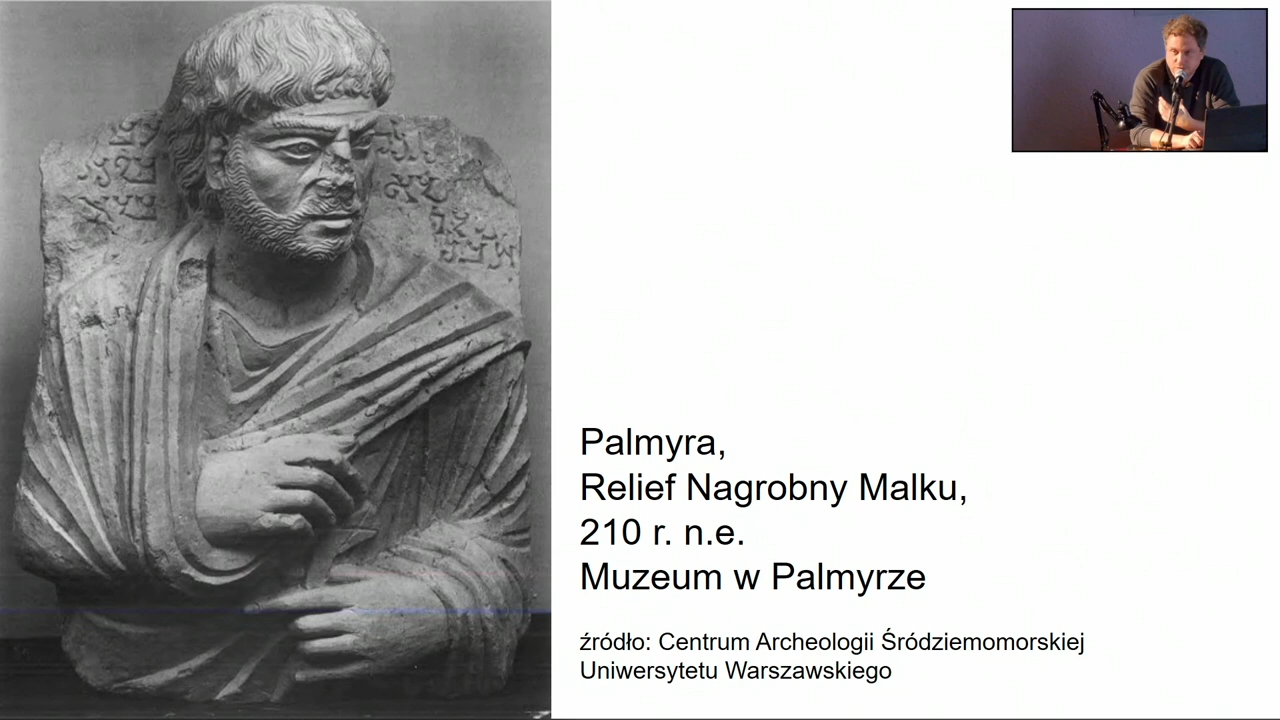 Palmyra,
Relief Nagrobny Malku,
210 r. n.e.
Muzeum w Palmyrze
źródło: Centrum Archeologii Śródziemomorskiej
Uniwersytetu Warszawskiego